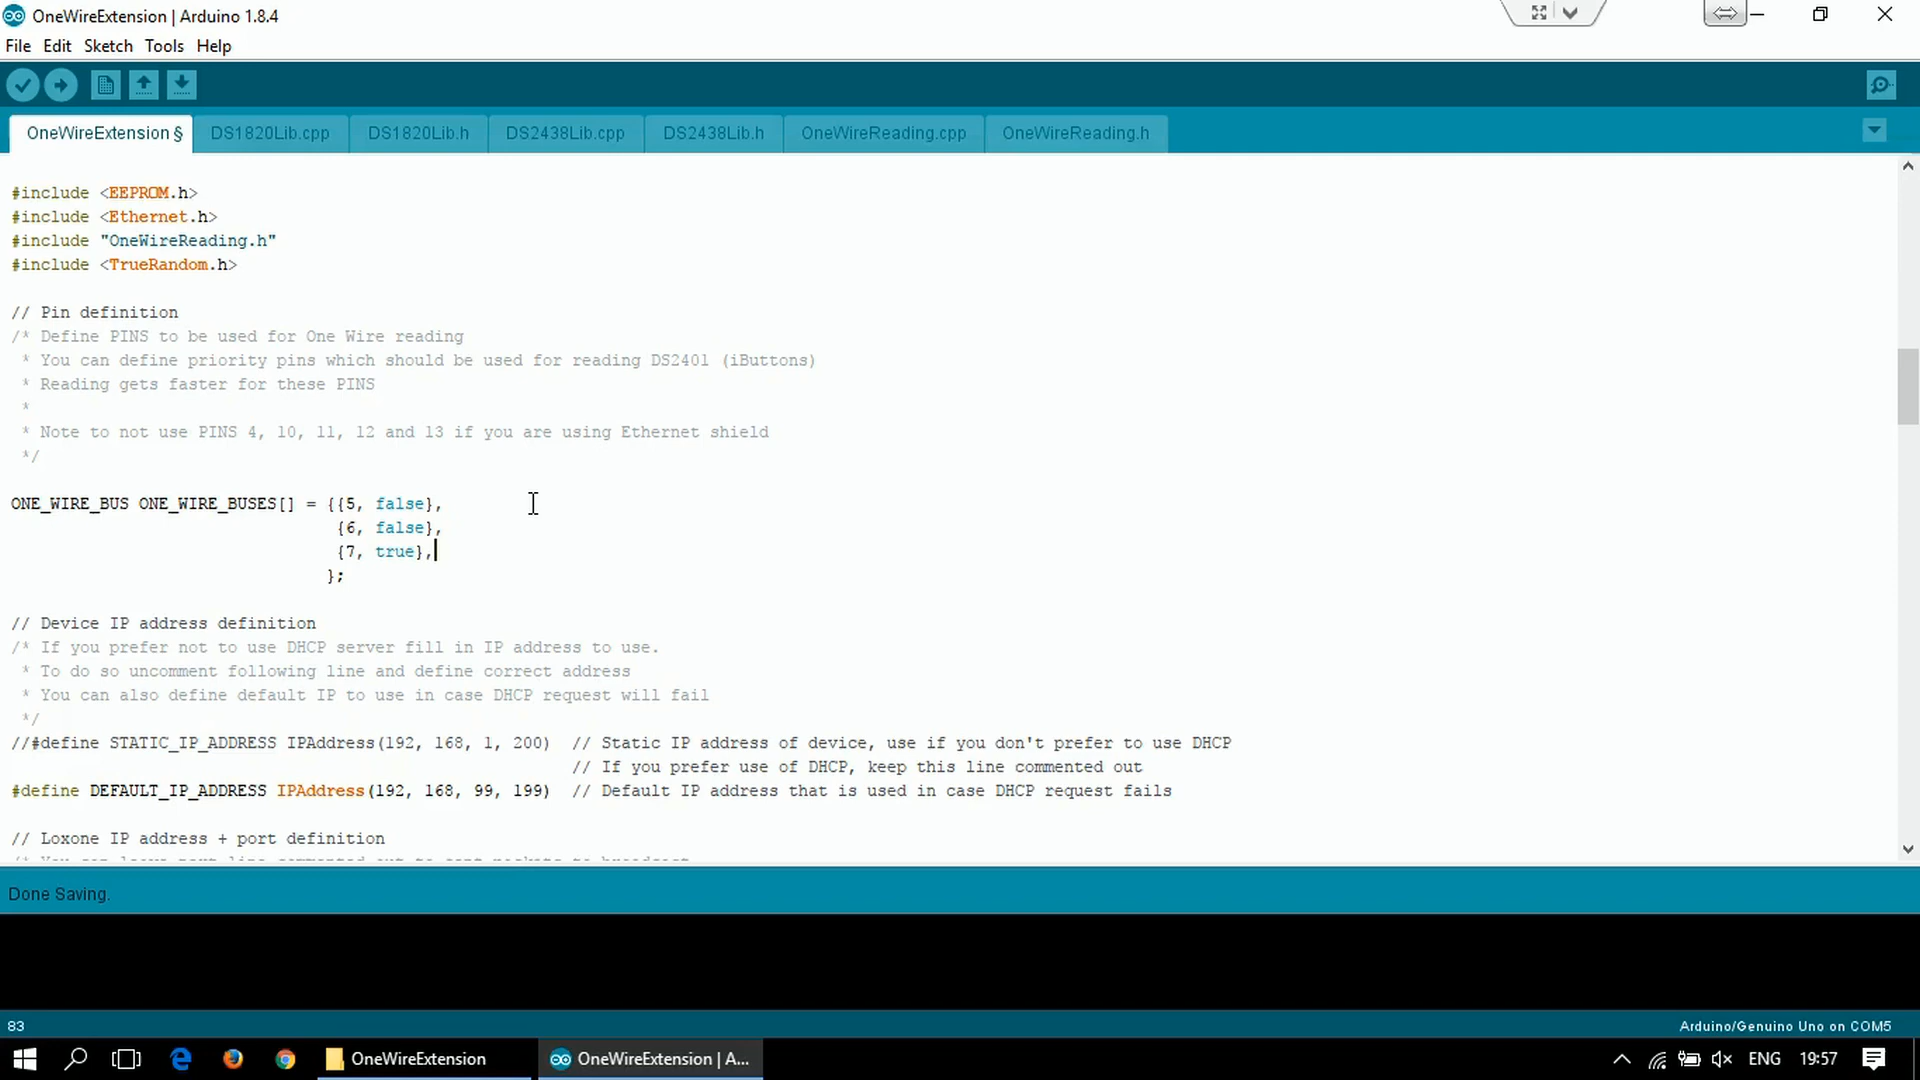 OneWireExtension | Arduino 1.8.4
File Edit Sketch Tools Help
OneWireExtension § DS1820Lib.cpp DS1820Lib.h DS2438Lib.cpp DS2438Lib.h OneWireReading.cpp OneWireReading.h
#include <EEPROM.h>
#include <Ethernet.h>
#include "OneWireReading.h"
#include <TrueRandom.h>
// Pin definition
/* Define PINS to be used for One Wire reading
* You can define priority pins which should be used for reading DS2401 (iButtons)
* Reading gets faster for these PINS
*
* Note to not use PINS 4, 10, 11, 12 and 13 if you are using Ethernet shield
*/
ONE_WIRE_BUS ONE_WIRE_BUSES[] = {{5, false},
{6, false},
{7, true},
};
// Device IP address definition
/* If you prefer not to use DHCP server fill in IP address to use.
* To do so uncomment following line and define correct address
* You can also define default IP to use in case DHCP request will fail
*/
//#define STATIC_IP_ADDRESS IPAddress(192, 168, 1, 200) // Static IP address of device, use if you don't prefer to use DHCP
// If you prefer use of DHCP, keep this line commented out
#define DEFAULT_IP_ADDRESS IPAddress(192, 168, 99, 199) // Default IP address that is used in case DHCP request fails
// Loxone IP address + port definition
Done Saving.
83
Arduino/Genuino Uno on COM5
OneWireExtension
OneWireExtension | A...
ENG
19:57